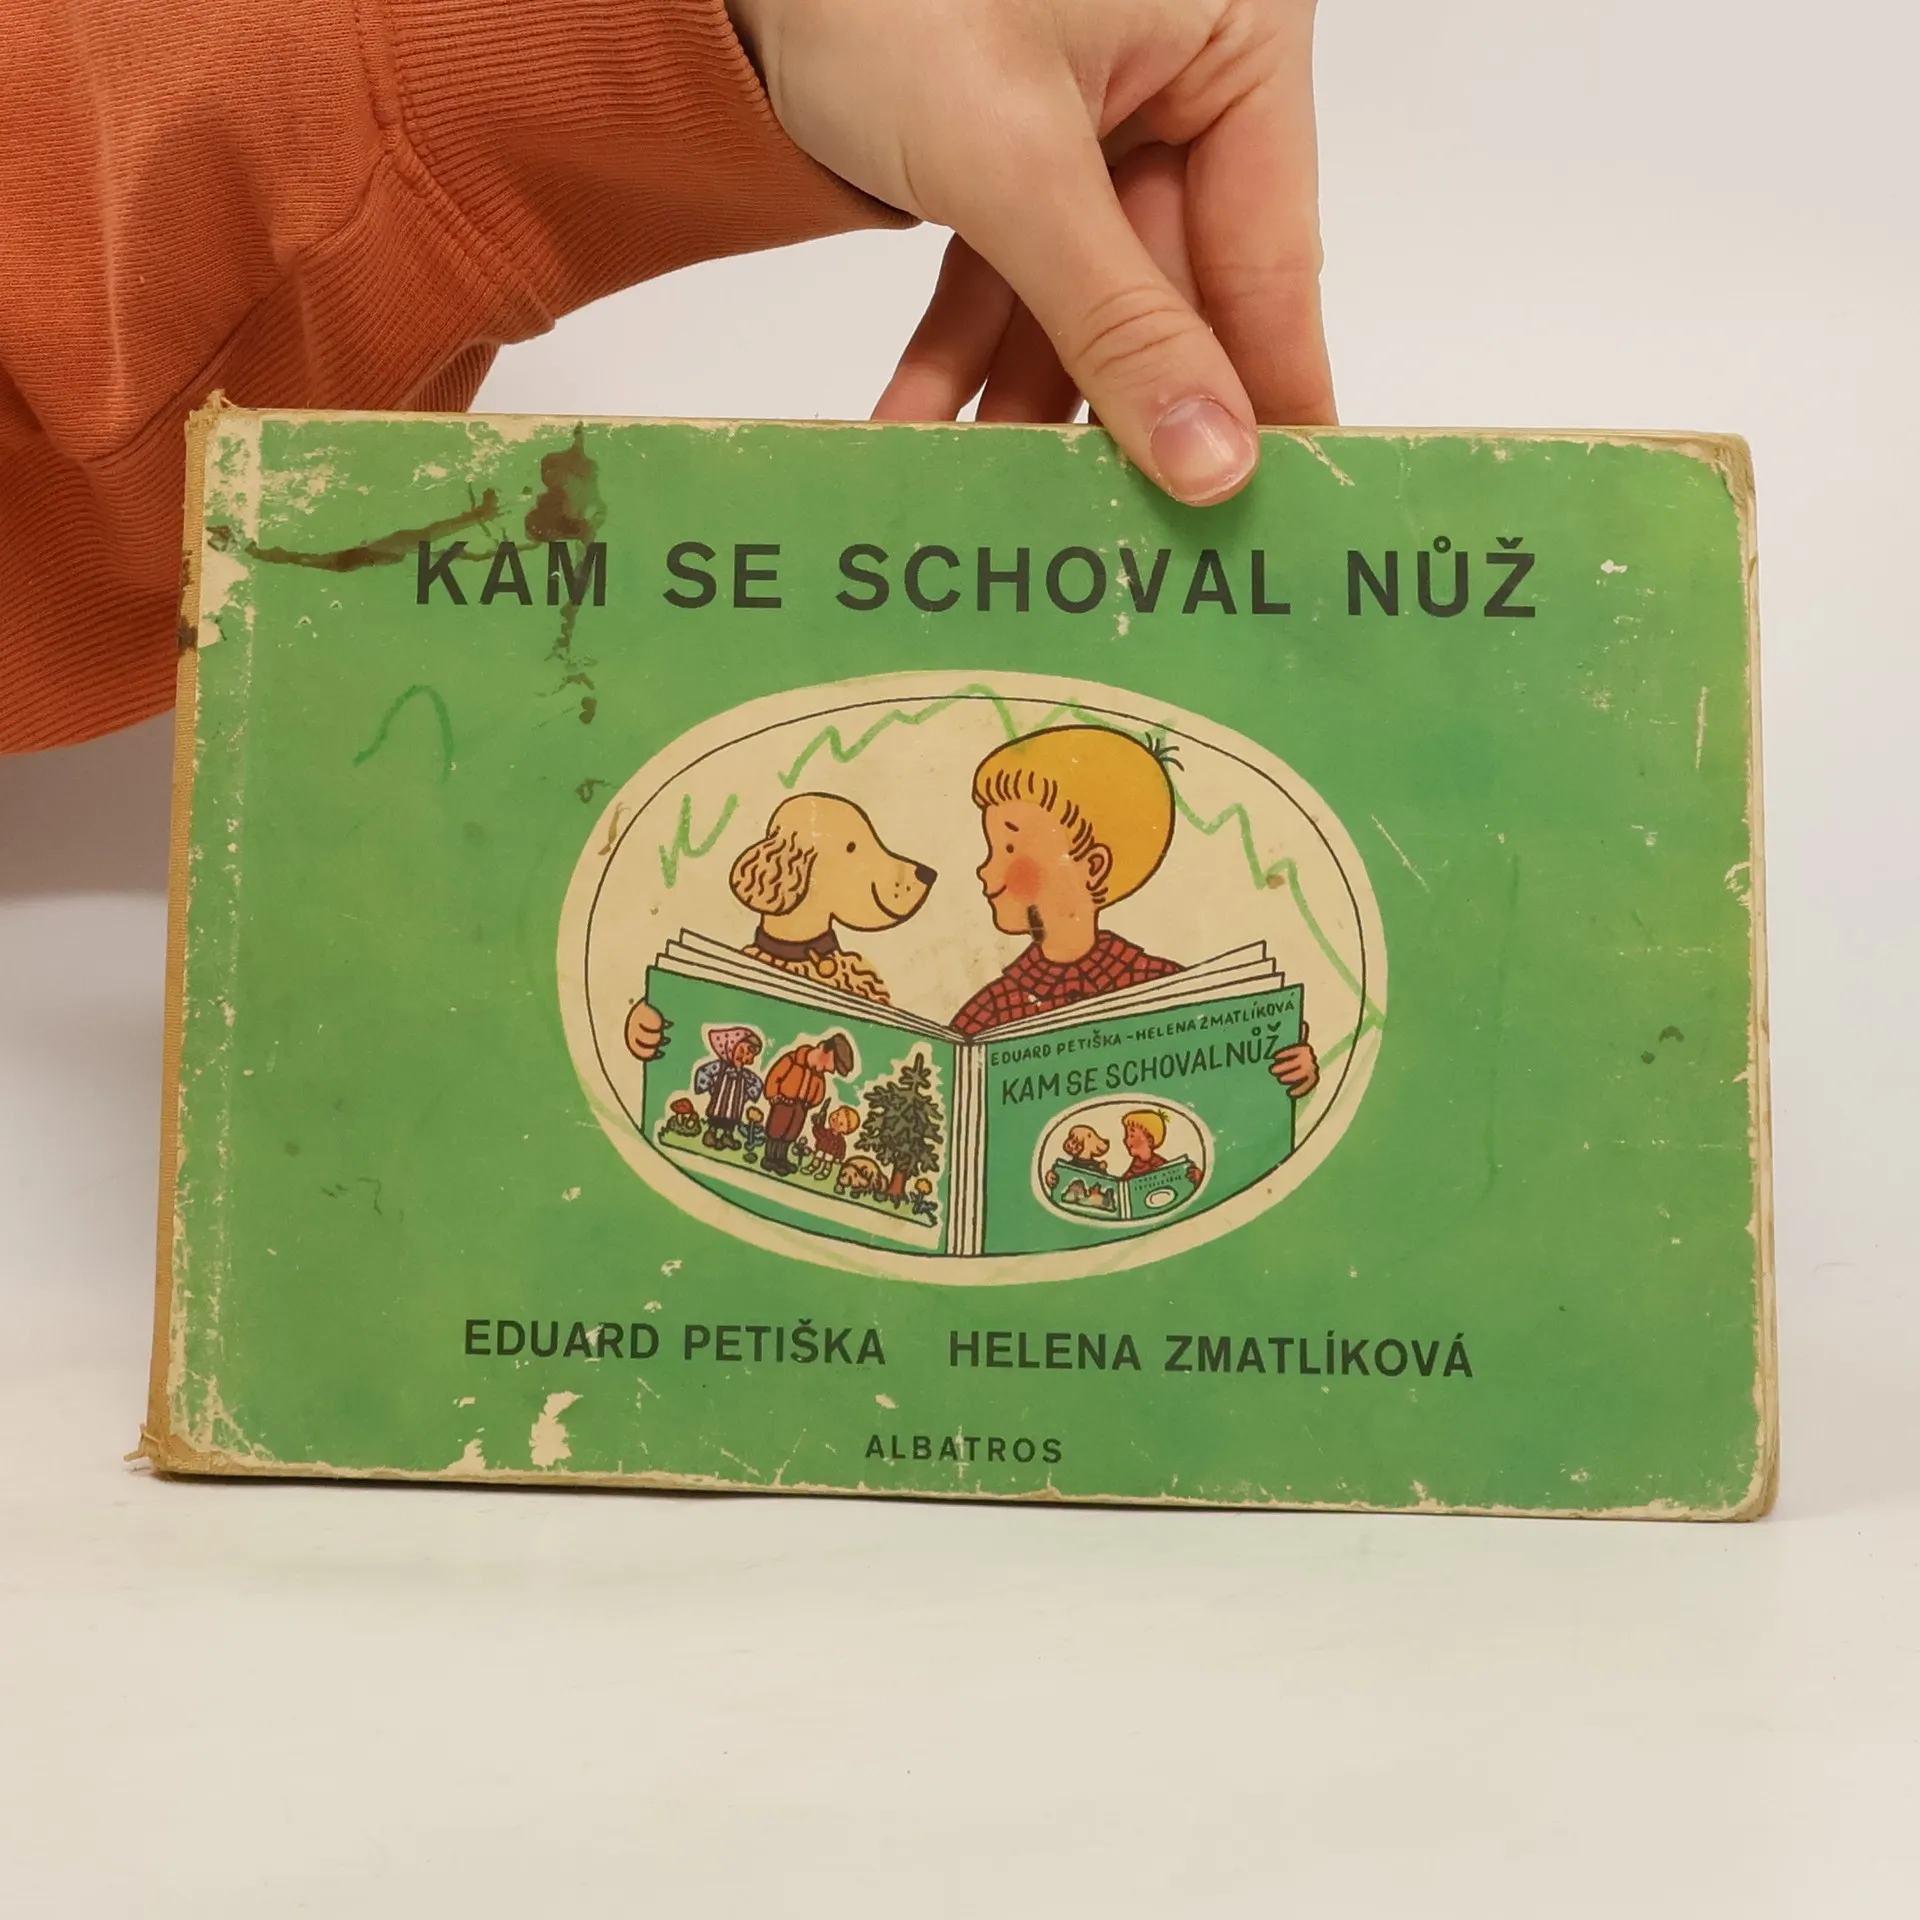 KAM SE SCHOVAL NŮŽ
EDUARD PETIŠKA - HELENA ZMATLÍKOVÁ
KAM SE SCHOVAL NŮŽ
EDUARD PETIŠKA HELENA ZMATLÍKOVÁ
ALBATROS